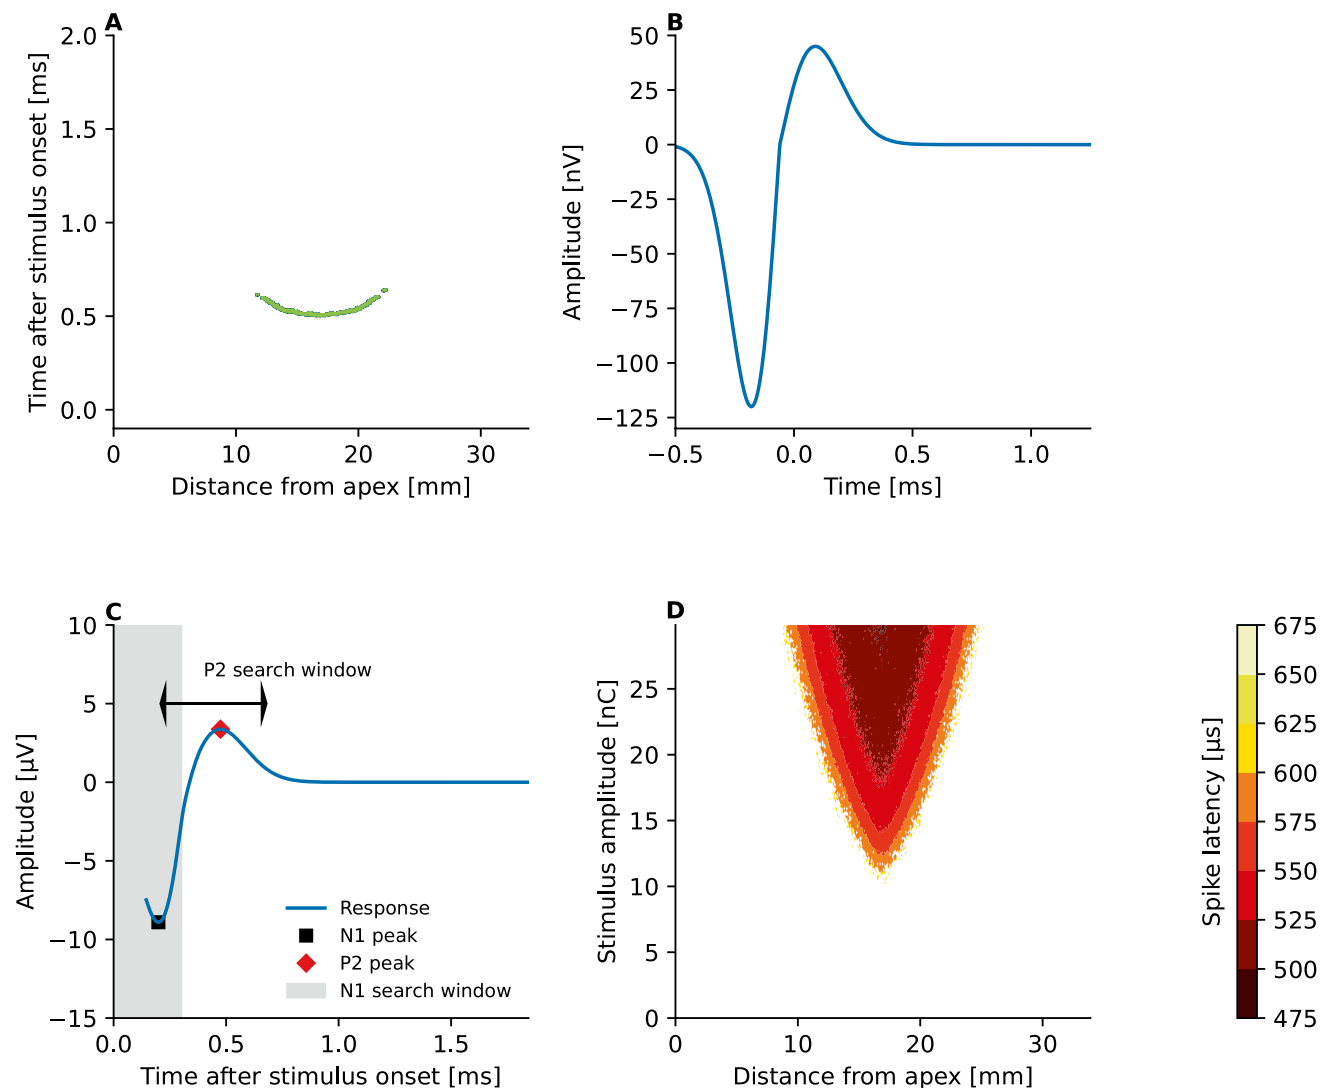 A
2.0
1.5
1.0
0.5
0.0
0
10
20
30
Time after stimulus onset [ms]
Distance from apex [mm]
B
50
25
0
−25
−50
−75
−100
−125
−0.5
0.0
0.5
1.0
Amplitude [nV]
Time [ms]
C
10
5
0
−5
−10
−15
0.0
0.5
1.0
1.5
Amplitude [µV]
Time after stimulus onset [ms]
P2 search window
Response
N1 peak
P2 peak
N1 search window
D
25
20
15
10
5
0
0
10
20
30
Stimulus amplitude [nC]
Distance from apex [mm]
675
650
625
600
575
550
525
500
475
Spike latency [µs]